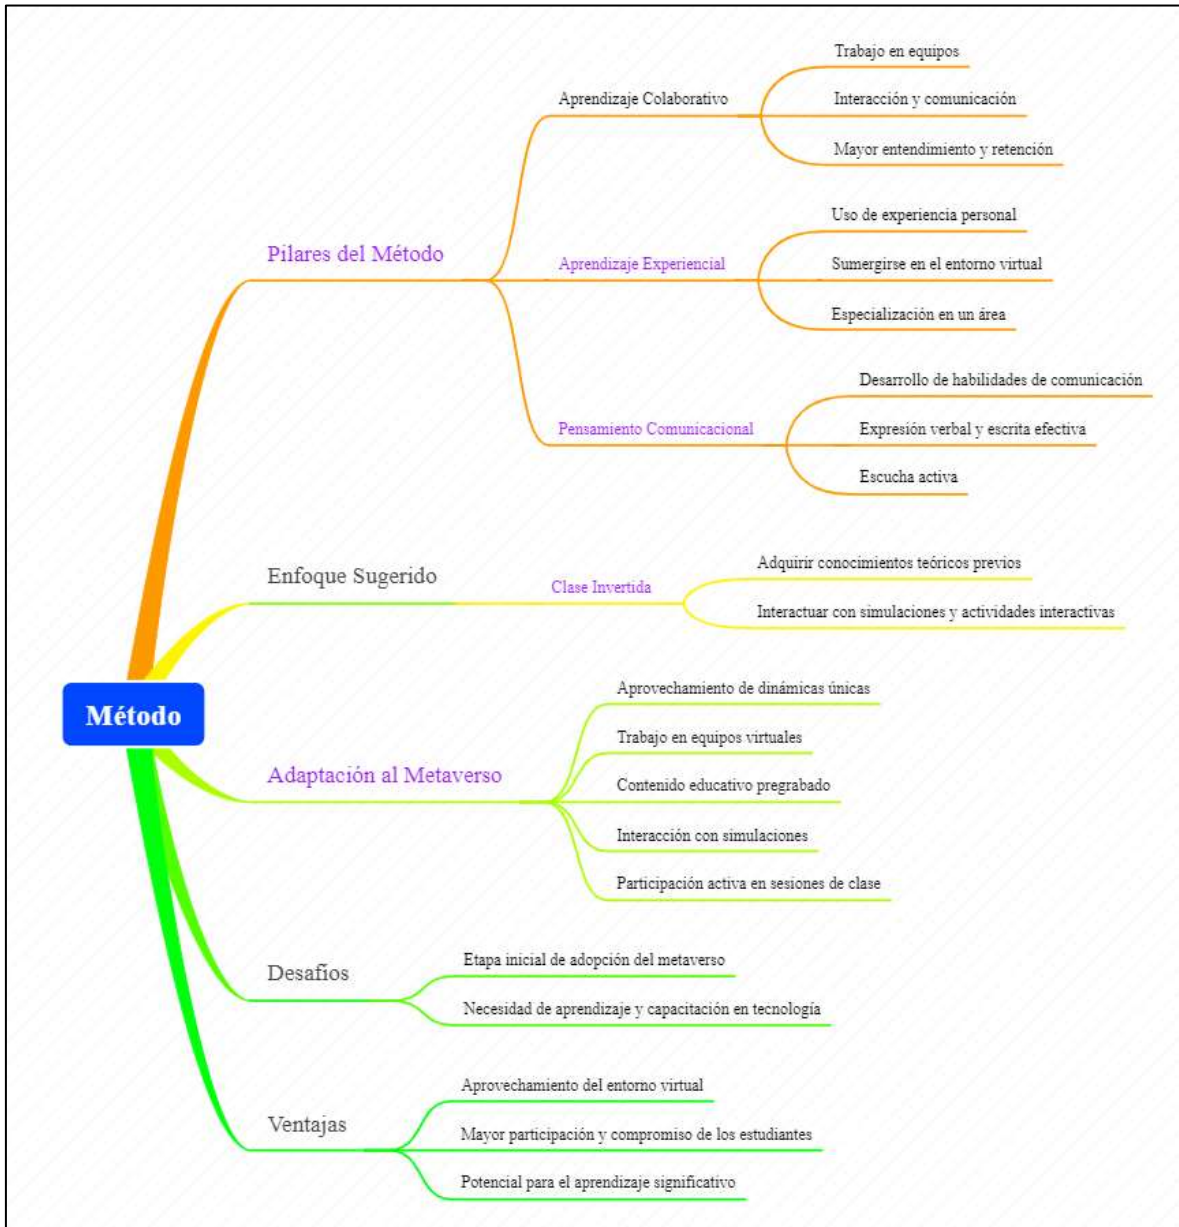 Método
Pilares del Método
Aprendizaje Colaborativo
Trabajo en equipos
Interacción y comunicación
Mayor entendimiento y retención
Aprendizaje Experiencial
Uso de experiencia personal
Sumergirse en el entorno virtual
Especialización en un área
Pensamiento Comunicacional
Desarrollo de habilidades de comunicación
Expresión verbal y escrita efectiva
Escucha activa
Enfoque Sugerido
Clase Invertida
Adquirir conocimientos teóricos previos
Interactuar con simulaciones y actividades interactivas
Adaptación al Metaverso
Aprovechamiento de dinámicas únicas
Trabajo en equipos virtuales
Contenido educativo pregrabado
Interacción con simulaciones
Participación activa en sesiones de clase
Desafíos
Etapa inicial de adopción del metaverso
Necesidad de aprendizaje y capacitación en tecnología
Ventajas
Aprovechamiento del entorno virtual
Mayor participación y compromiso de los estudiantes
Potencial para el aprendizaje significativo